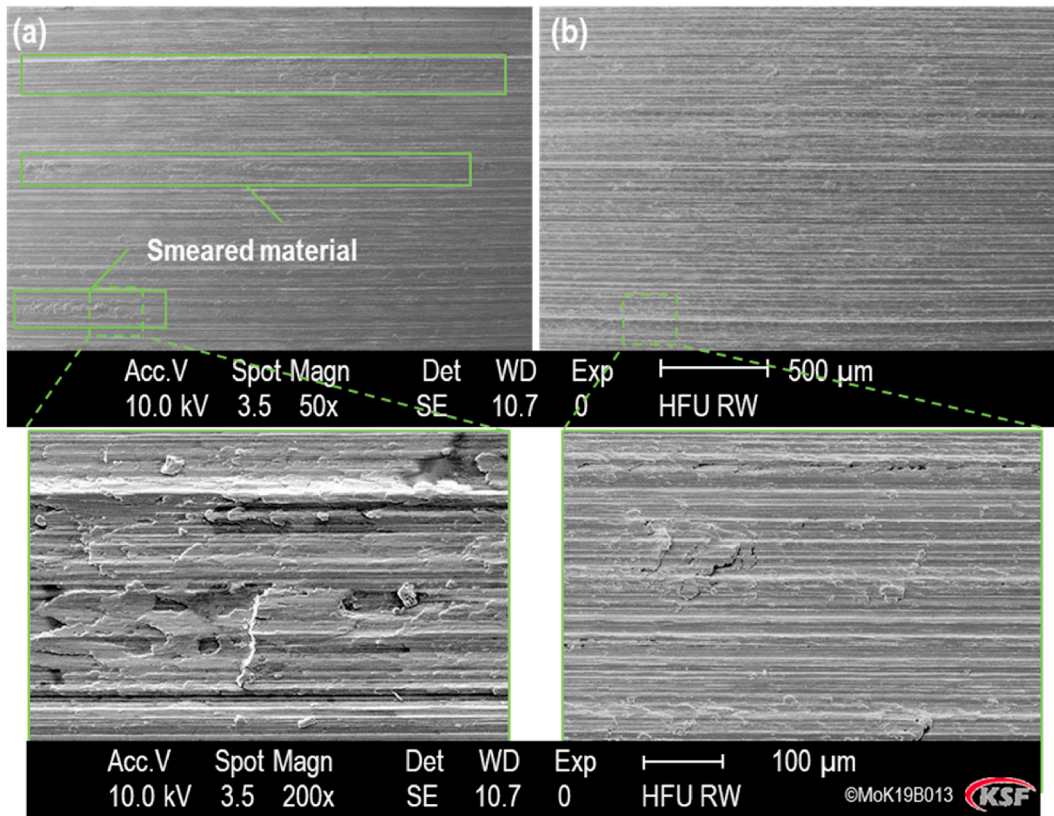 (a)
(b)
Smeared material
Acc.V Spot Magn Det WD Exp 500 µm
10.0 kV 3.5 50x SE 10.7 0 HFU RW
Acc.V Spot Magn Det WD Exp 100 µm
10.0 kV 3.5 200x SE 10.7 0 HFU RW
©MoK19B013 KSF